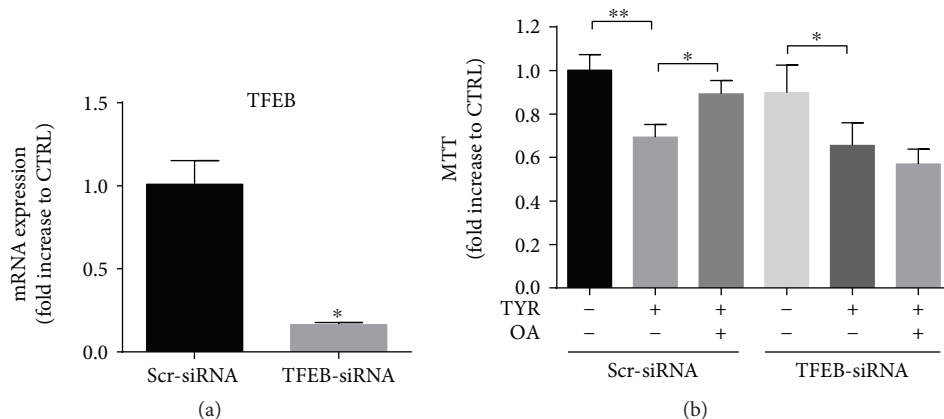 TFEB
mRNA expression
(fold increase to CTRL)
1.5
1.0
0.5
0.0
*
Scr-siRNA TFEB-siRNA
(a)
MTT
(fold increase to CTRL)
1.2
1.0
0.8
0.6
0.4
0.2
0.0
**
*
*
TYR − + + − + +
OA − − + − − +
Scr-siRNA TFEB-siRNA
(b)